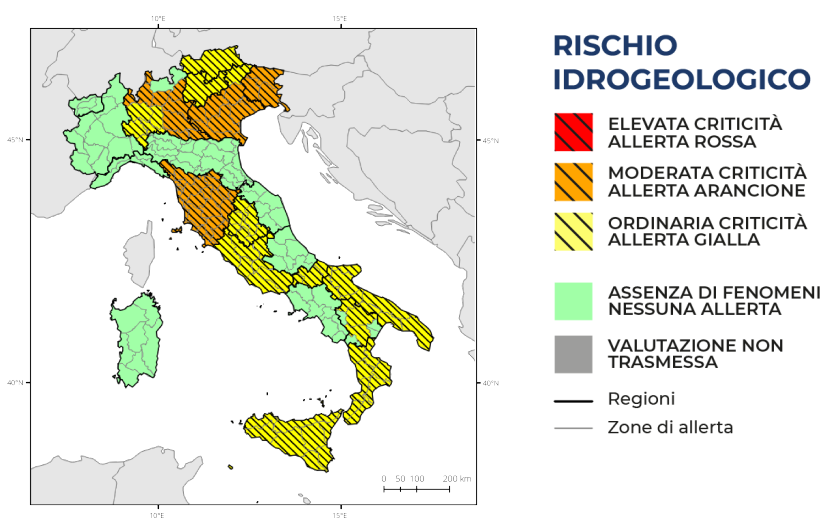 10°E 15°E
RISCHIO
IDROGEOLOGICO
ELEVATA CRITICITÀ
ALLERTA ROSSA
45°N 45°N
MODERATA CRITICITÀ
ALLERTA ARANCIONE
ORDINARIA CRITICITÀ
ALLERTA GIALLA
ASSENZA DI FENOMENI
NESSUNA ALLERTA
VALUTAZIONE NON
TRASMESSA
40°N 40°N
Regioni
Zone di allerta
0 50 100 200 km
10°E 15°E